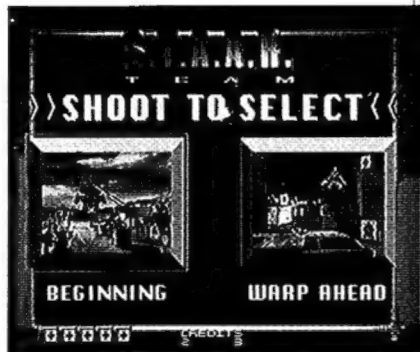 S.T.A.R.K.
TEAM
SHOOT TO SELECT
BEGINNING WARP AHEAD
CREDITS